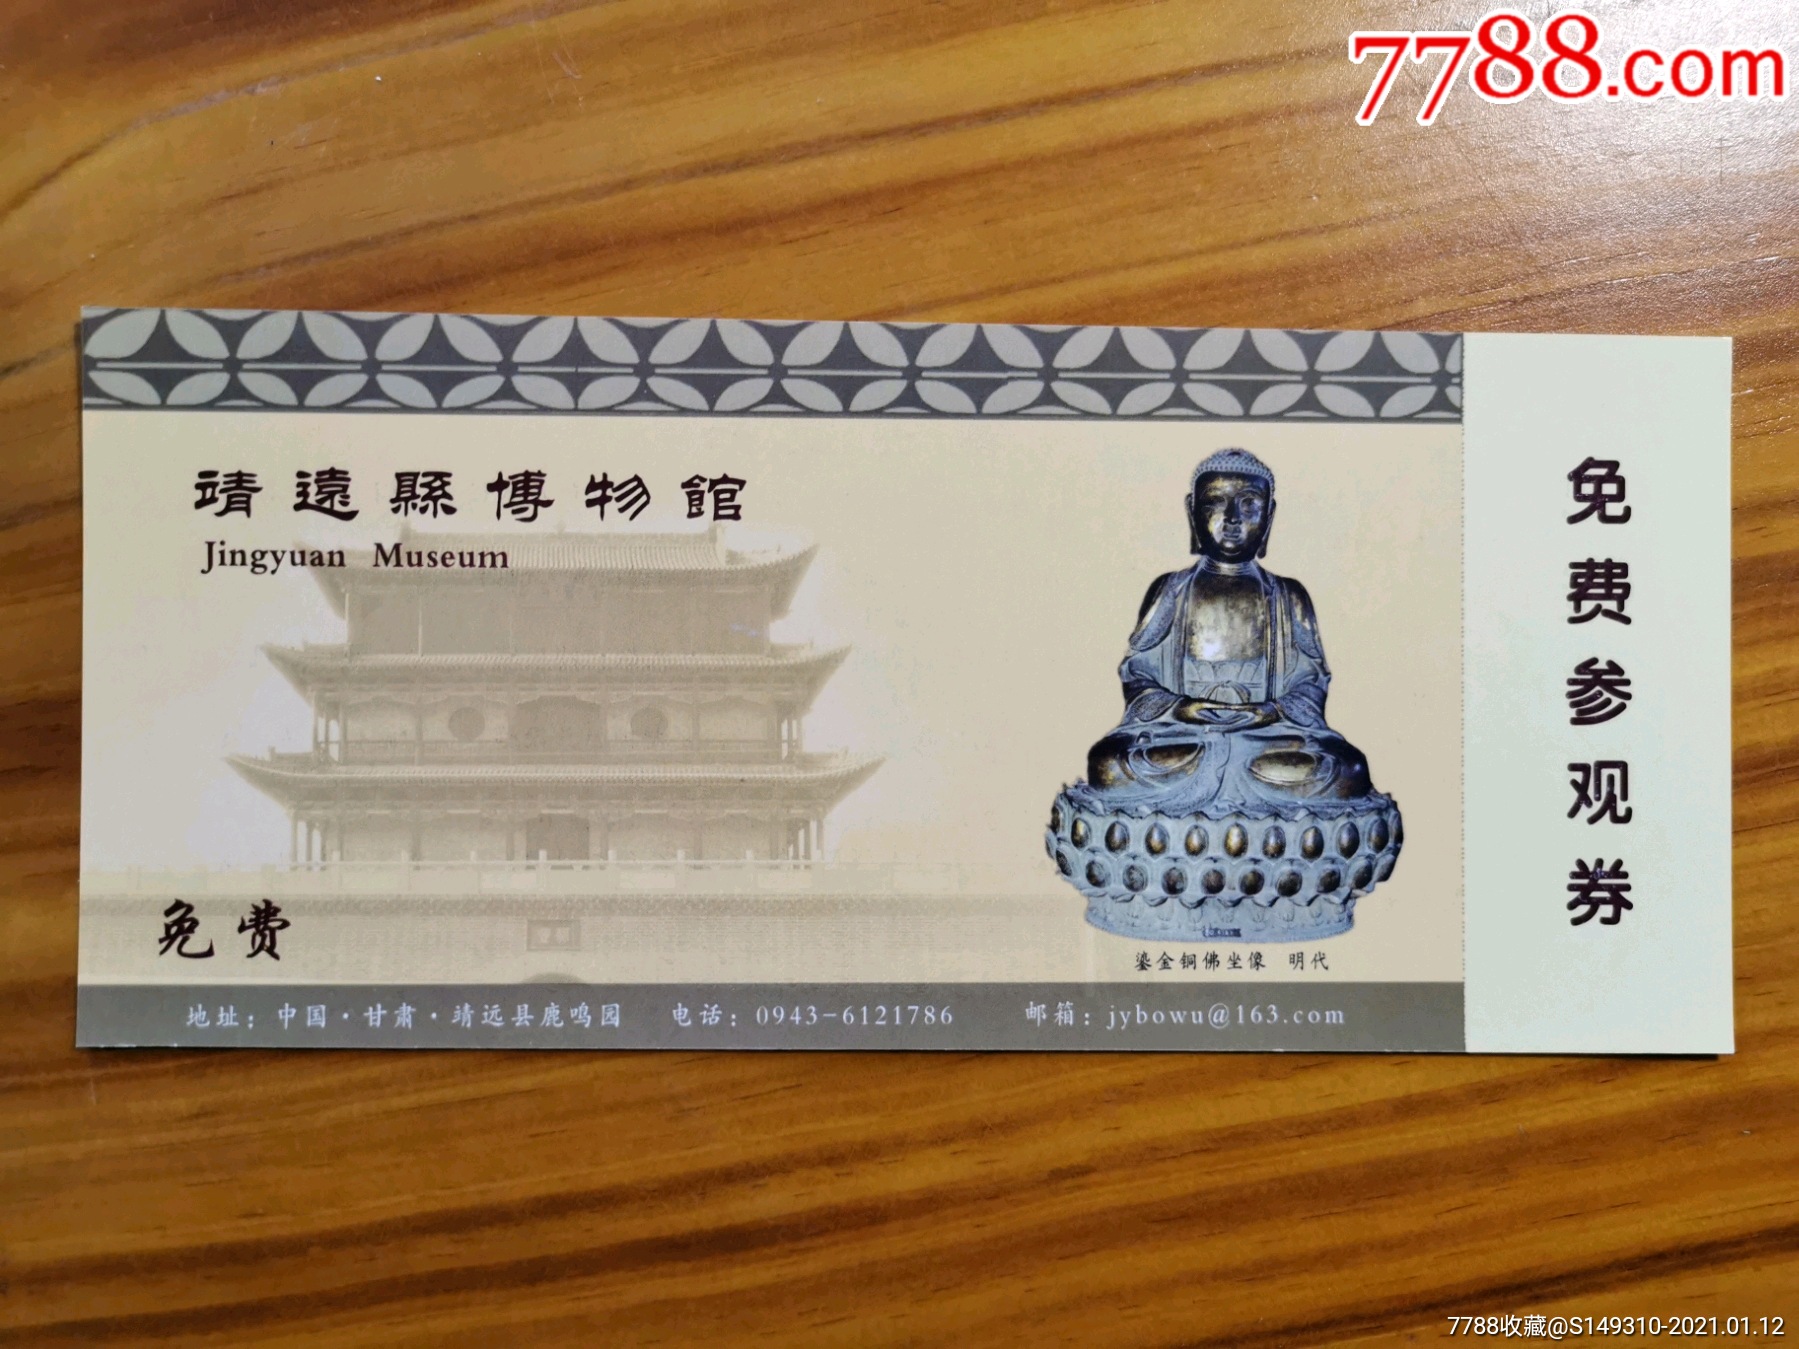 7788.com
靖遠縣博物館
Jingyuan Museum
免费
鎏金铜佛坐像 明代
地址：中国·甘肃·靖远县鹿鸣园 电话：0943-6121786 邮箱：jybowu@163.com
免费参观券
7788收藏@S149310-2021.01.12